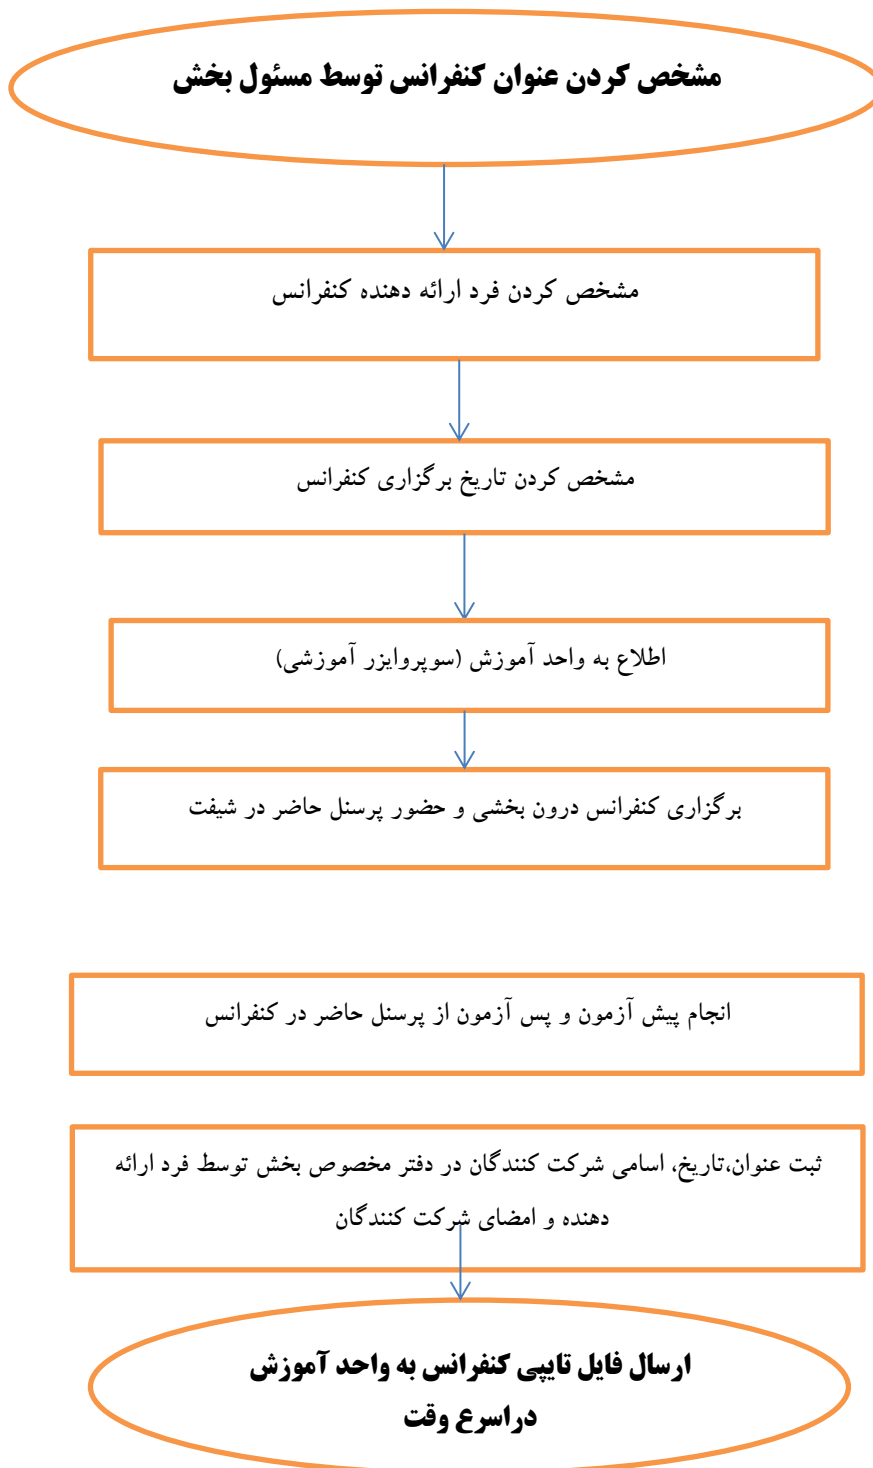 مشخص کردن عنوان کنفرانس توسط مسئول بخش
مشخص کردن فرد ارائه دهنده کنفرانس
مشخص کردن تاریخ برگزاری کنفرانس
اطلاع به واحد آموزش (سوپروایزر آموزشی)
برگزاری کنفرانس درون بخشی و حضور پرسنل حاضر در شیفت
انجام پیش آزمون و پس آزمون از پرسنل حاضر در کنفرانس
ثبت عنوان،تاریخ، اسامی شرکت کنندگان در دفتر مخصوص بخش توسط فرد ارائه
دهنده و امضای شرکت کنندگان
ارسال فایل تایپی کنفرانس به واحد آموزش
دراسرع وقت